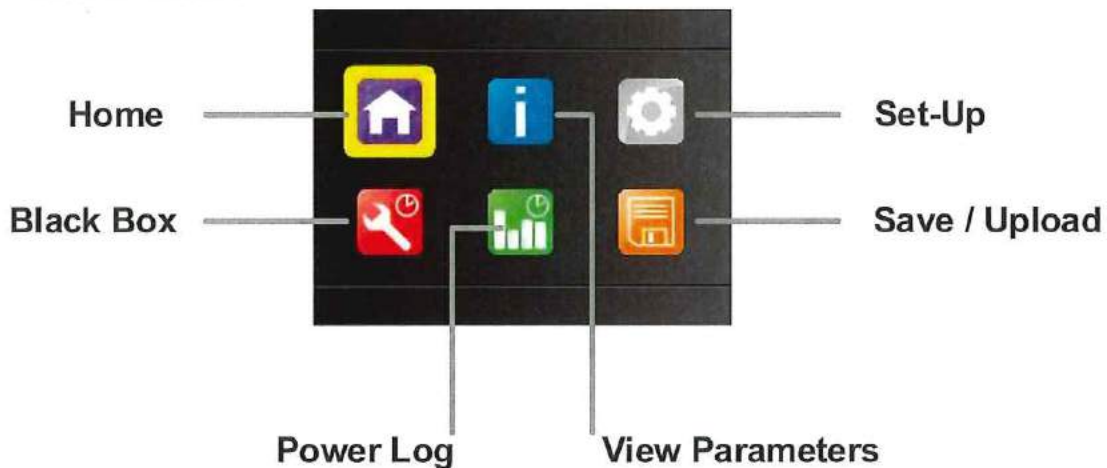 Home
Set-Up
Black Box
Save / Upload
Power Log
View Parameters